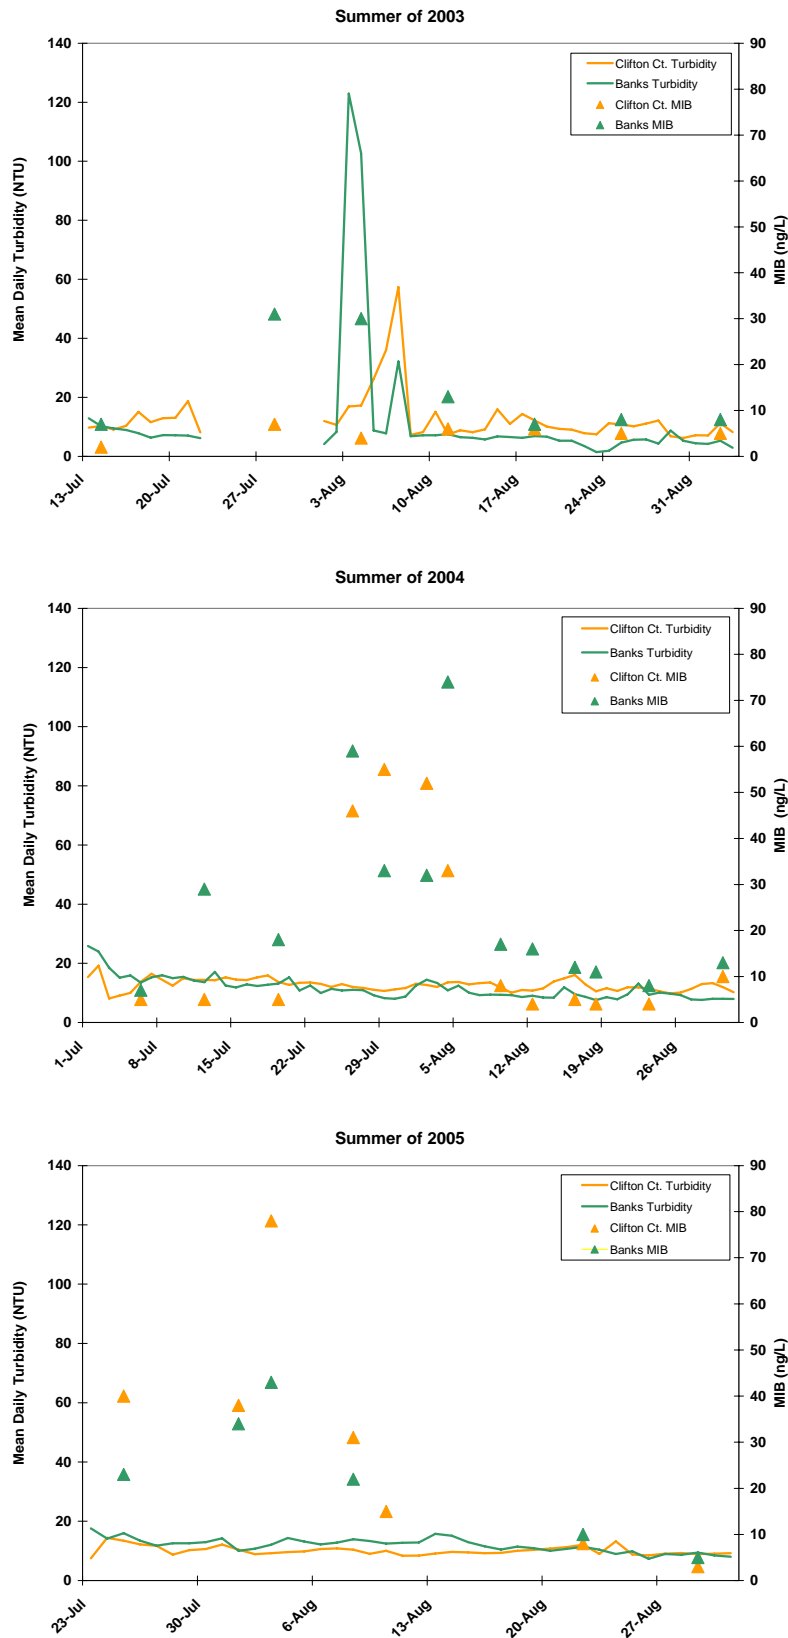 Summer of 2003
140
120
100
80
60
40
20
0
90
80
70
60
50
40
30
20
10
0
Mean Daily Turbidity (NTU)
MIB (ng/L)
Clifton Ct. Turbidity
Banks Turbidity
Clifton Ct. MIB
Banks MIB
13-Jul
20-Jul
27-Jul
3-Aug
10-Aug
17-Aug
24-Aug
31-Aug
Summer of 2004
140
120
100
80
60
40
20
0
90
80
70
60
50
40
30
20
10
0
Mean Daily Turbidity (NTU)
MIB (ng/L)
Clifton Ct. Turbidity
Banks Turbidity
Clifton Ct. MIB
Banks MIB
1-Jul
8-Jul
15-Jul
22-Jul
29-Jul
5-Aug
12-Aug
19-Aug
26-Aug
Summer of 2005
140
120
100
80
60
40
20
0
90
80
70
60
50
40
30
20
10
0
Mean Daily Turbidity (NTU)
MIB (ng/L)
Clifton Ct. Turbidity
Banks Turbidity
Clifton Ct. MIB
Banks MIB
23-Jul
30-Jul
6-Aug
13-Aug
20-Aug
27-Aug